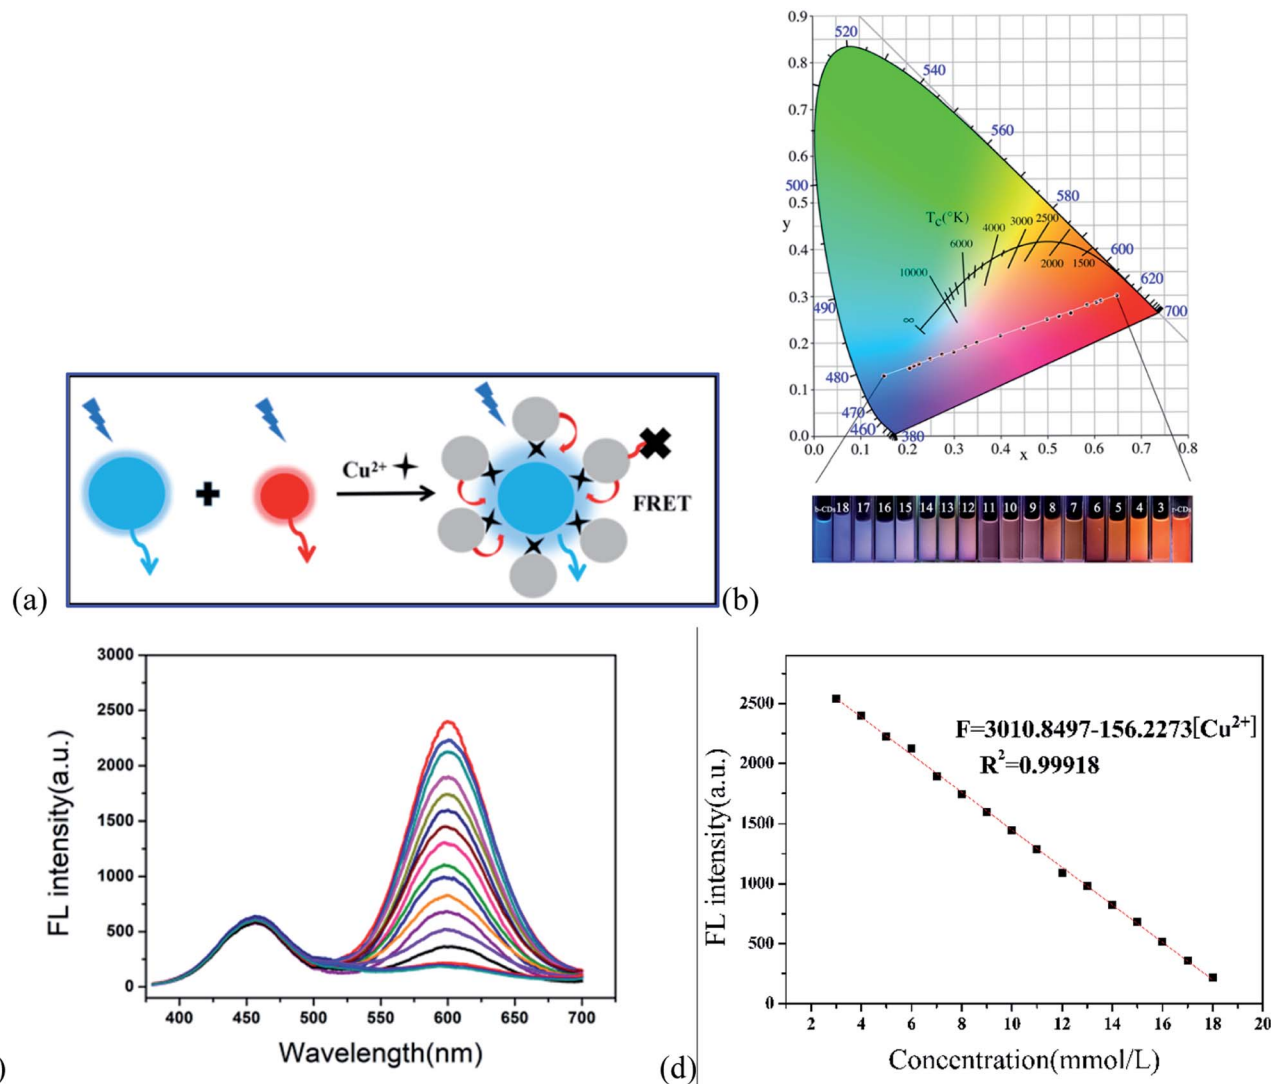 Cu²⁺
FRET
(a)
0.9
0.8
0.7
0.6
0.5
0.4
0.3
0.2
0.1
0.0
y
0.0 0.1 0.2 0.3 0.4 0.5 0.6 0.7 0.8
x
520
540
560
580
600
620
700
500
490
480
470
460
380
Tc(°K)
∞
10000
6000
4000
3000
2500
2000
1500
b-CDs 18 17 16 15 14 13 12 11 10 9 8 7 6 5 4 3 r-CDs
(b)
3000
2500
2000
1500
1000
500
0
FL intensity(a.u.)
400 450 500 550 600 650 700
Wavelength(nm)
)
2500
2000
1500
1000
500
0
FL intensity(a.u.)
F=3010.8497-156.2273[Cu²⁺]
R²=0.99918
2 4 6 8 10 12 14 16 18 20
Concentration(mmol/L)
(d)